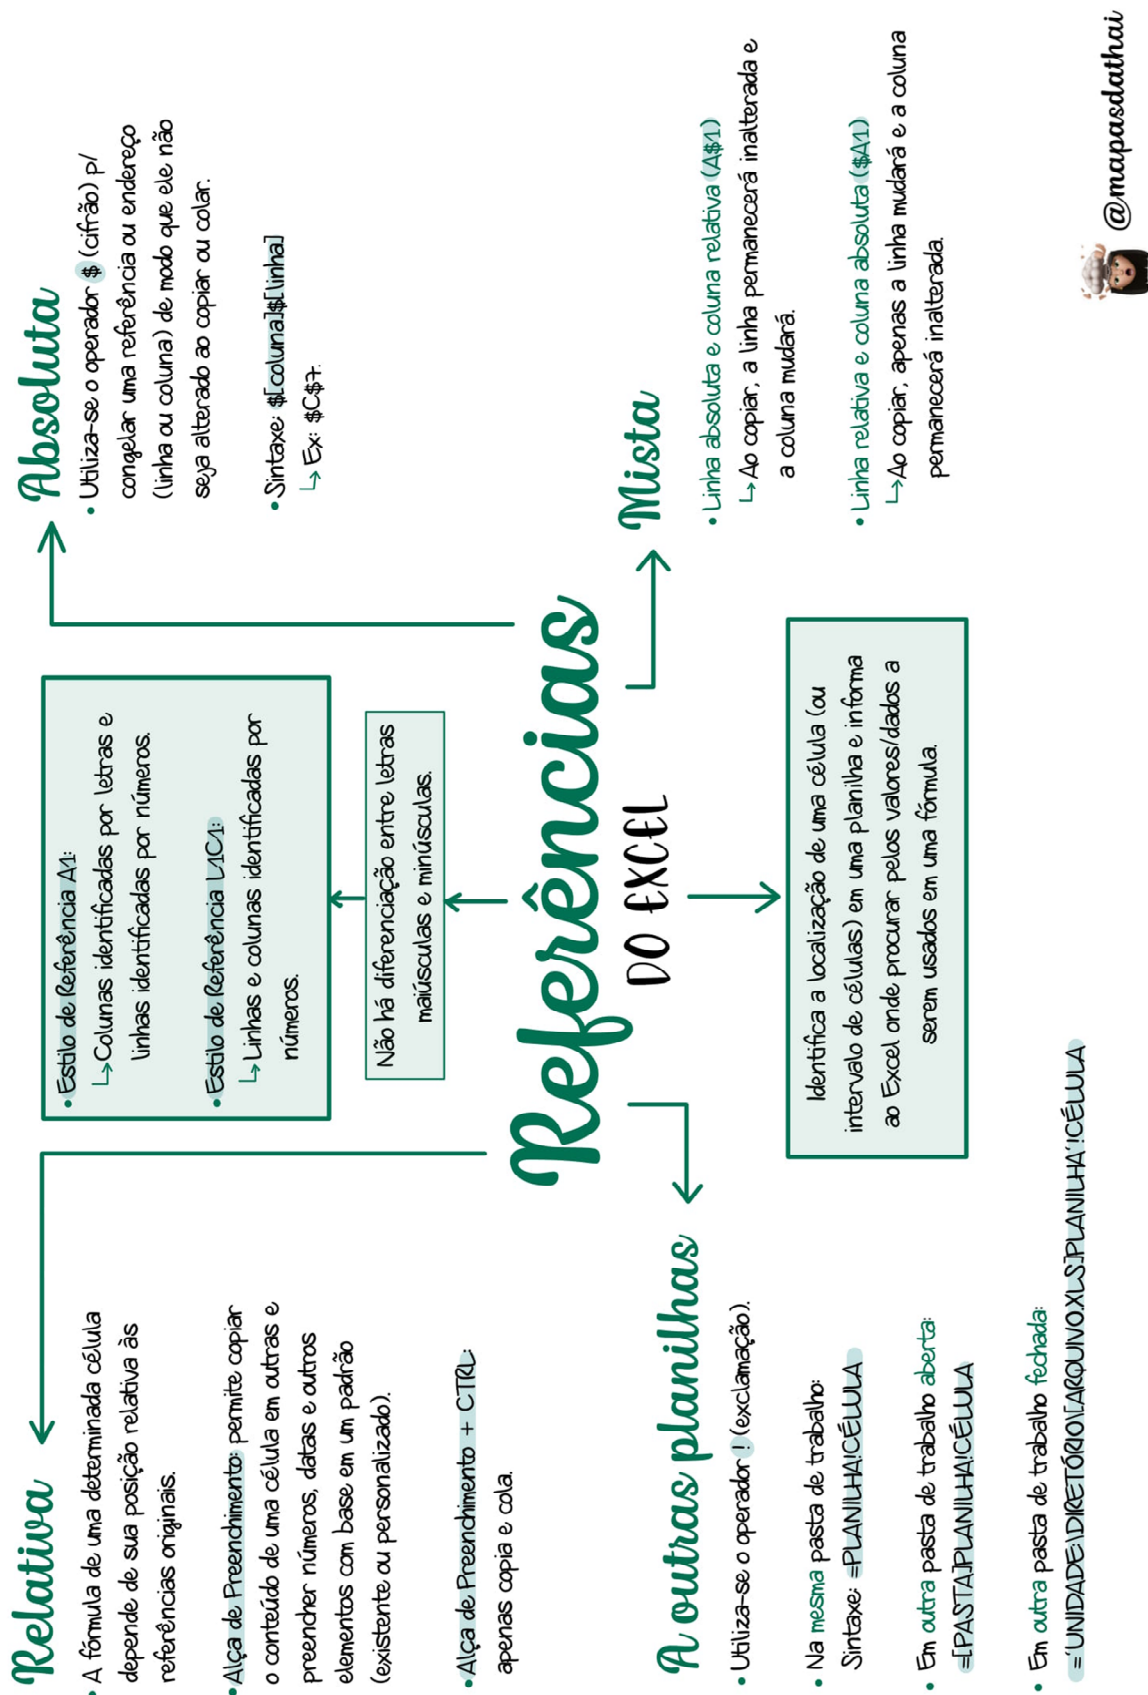 Relativa
• A fórmula de uma determinada célula
depende de sua posição relativa às
referências originais.
• Alça de Preenchimento: permite copiar
o conteúdo de uma célula em outras e
preencher números, datas e outros
elementos com base em um padrão
(existente ou personalizado).
• Alça de Preenchimento + CTRL:
apenas copia e cola.
• Estilo de Referência A1:
↳ Colunas identificadas por letras e
linhas identificadas por números.
• Estilo de Referência L1C1:
↳ Linhas e colunas identificadas por
números.
Não há diferenciação entre letras
maiúsculas e minúsculas.
Absoluta
• Utiliza-se o operador $ (cifrão) p/
congelar uma referência ou endereço
(linha ou coluna) de modo que ele não
seja alterado ao copiar ou colar.
• Sintaxe: $[coluna]$[linha]
↳ Ex: $C$7.
Referências
DO EXCEL
A outras planilhas
• Utiliza-se o operador ! (exclamação).
• Na mesma pasta de trabalho:
Sintaxe: =PLANILHA!CÉLULA
• Em outra pasta de trabalho aberta:
=[PASTA]PLANILHA!CÉLULA
• Em outra pasta de trabalho fechada:
='UNIDADE:\DIRETÓRIO\[ARQUIVO.XLS]PLANILHA'!CÉLULA
Identifica a localização de uma célula (ou
intervalo de células) em uma planilha e informa
ao Excel onde procurar pelos valores/dados a
serem usados em uma fórmula.
Mista
• Linha absoluta e coluna relativa (A$1)
↳ Ao copiar, a linha permanecerá inalterada e
a coluna mudará.
• Linha relativa e coluna absoluta ($A1)
↳ Ao copiar, apenas a linha mudará e a coluna
permanecerá inalterada.
@mapasdathai